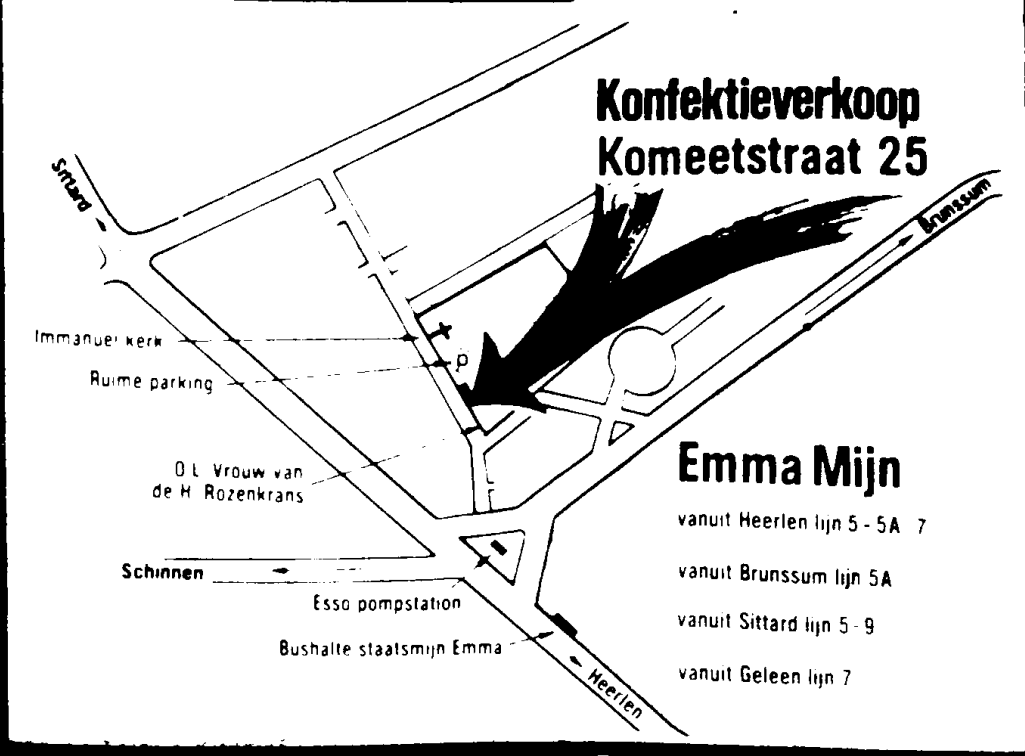 Konfektieverkoop
Komeetstraat 25
Sittard
Brunssum
Immanuel kerk
P
Ruime parking
O.L. Vrouw van
de H. Rozenkrans
Emma Mijn
vanuit Heerlen lijn 5 - 5A 7
vanuit Brunssum lijn 5A
vanuit Sittard lijn 5 - 9
vanuit Geleen lijn 7
Schinnen
Esso pompstation
Bushalte staatsmijn Emma
Heerlen